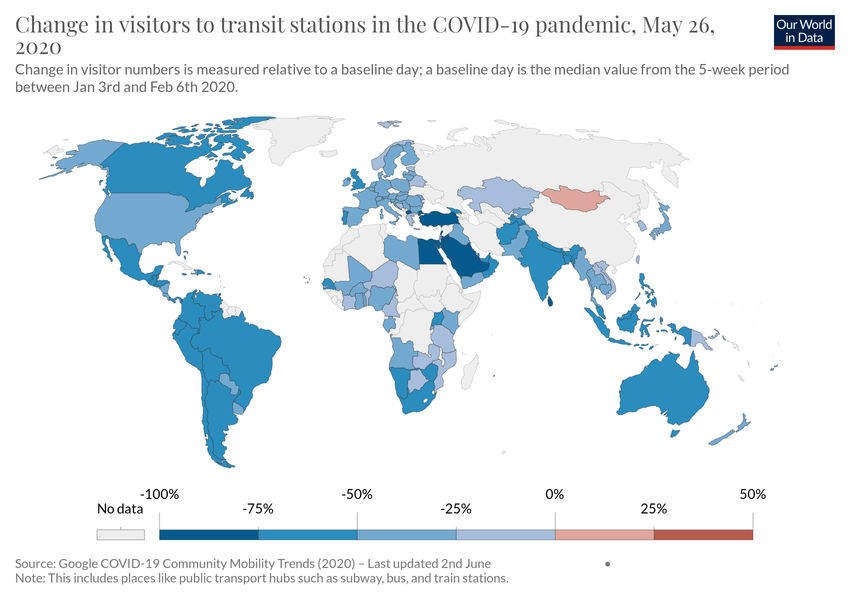 Change in visitors to transit stations in the COVID-19 pandemic, May 26,
2020
Our World
in Data
Change in visitor numbers is measured relative to a baseline day; a baseline day is the median value from the 5-week period
between Jan 3rd and Feb 6th 2020.
-100% -50% 0% 50%
No data -75% -25% 25%
Source: Google COVID-19 Community Mobility Trends (2020) – Last updated 2nd June
Note: This includes places like public transport hubs such as subway, bus, and train stations.